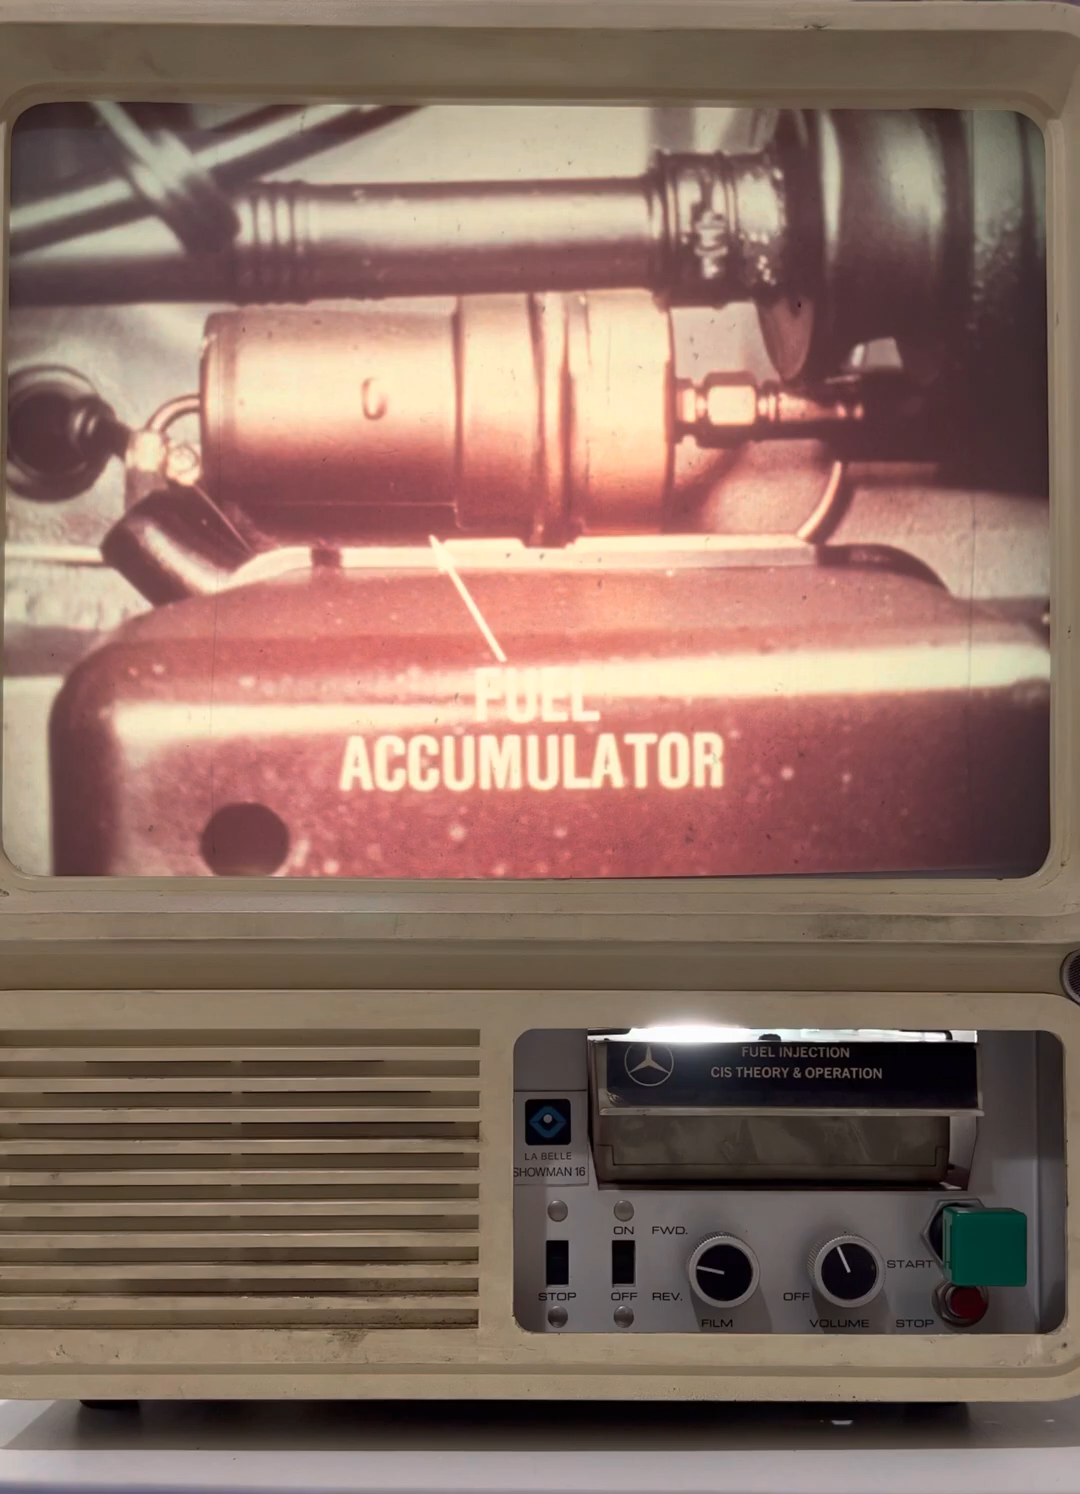 FUEL
ACCUMULATOR
FUEL INJECTION
CIS THEORY & OPERATION
LA BELLE
SHOWMAN 16
ON FWD.
START
STOP OFF REV. OFF
FILM VOLUME STOP